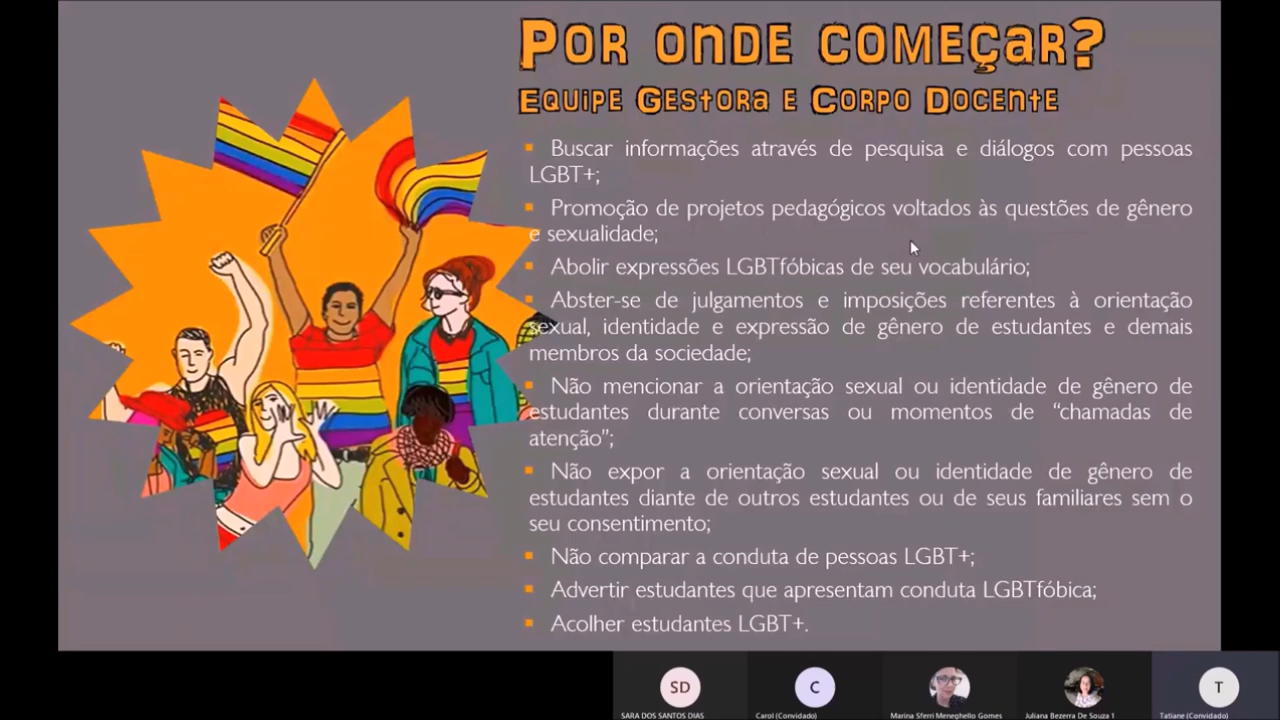 POR ONDE COMEÇAR?
EQUIPE GESTORA E CORPO DOCENTE
▪ Buscar informações através de pesquisa e diálogos com pessoas
LGBT+;
▪ Promoção de projetos pedagógicos voltados às questões de gênero
e sexualidade;
▪ Abolir expressões LGBTfóbicas de seu vocabulário;
▪ Abster-se de julgamentos e imposições referentes à orientação
sexual, identidade e expressão de gênero de estudantes e demais
membros da sociedade;
▪ Não mencionar a orientação sexual ou identidade de gênero de
estudantes durante conversas ou momentos de “chamadas de
atenção”;
▪ Não expor a orientação sexual ou identidade de gênero de
estudantes diante de outros estudantes ou de seus familiares sem o
seu consentimento;
▪ Não comparar a conduta de pessoas LGBT+;
▪ Advertir estudantes que apresentam conduta LGBTfóbica;
▪ Acolher estudantes LGBT+.
SD C T
SARA DOS SANTOS DIAS Carol (Convidado) Marina Sferri Meneghello Gomes Juliana Bezerra De Souza 1 Tatiane (Convidado)